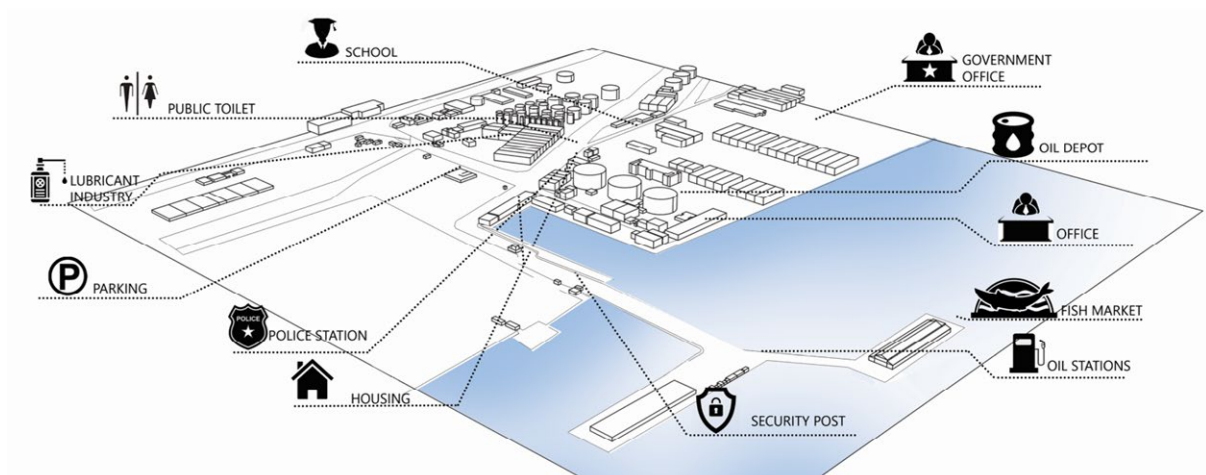 SCHOOL
GOVERNMENT
OFFICE
PUBLIC TOILET
OIL DEPOT
LUBRICANT
INDUSTRY
OFFICE
P
PARKING
FISH MARKET
POLICE
POLICE STATION
OIL STATIONS
HOUSING
SECURITY POST